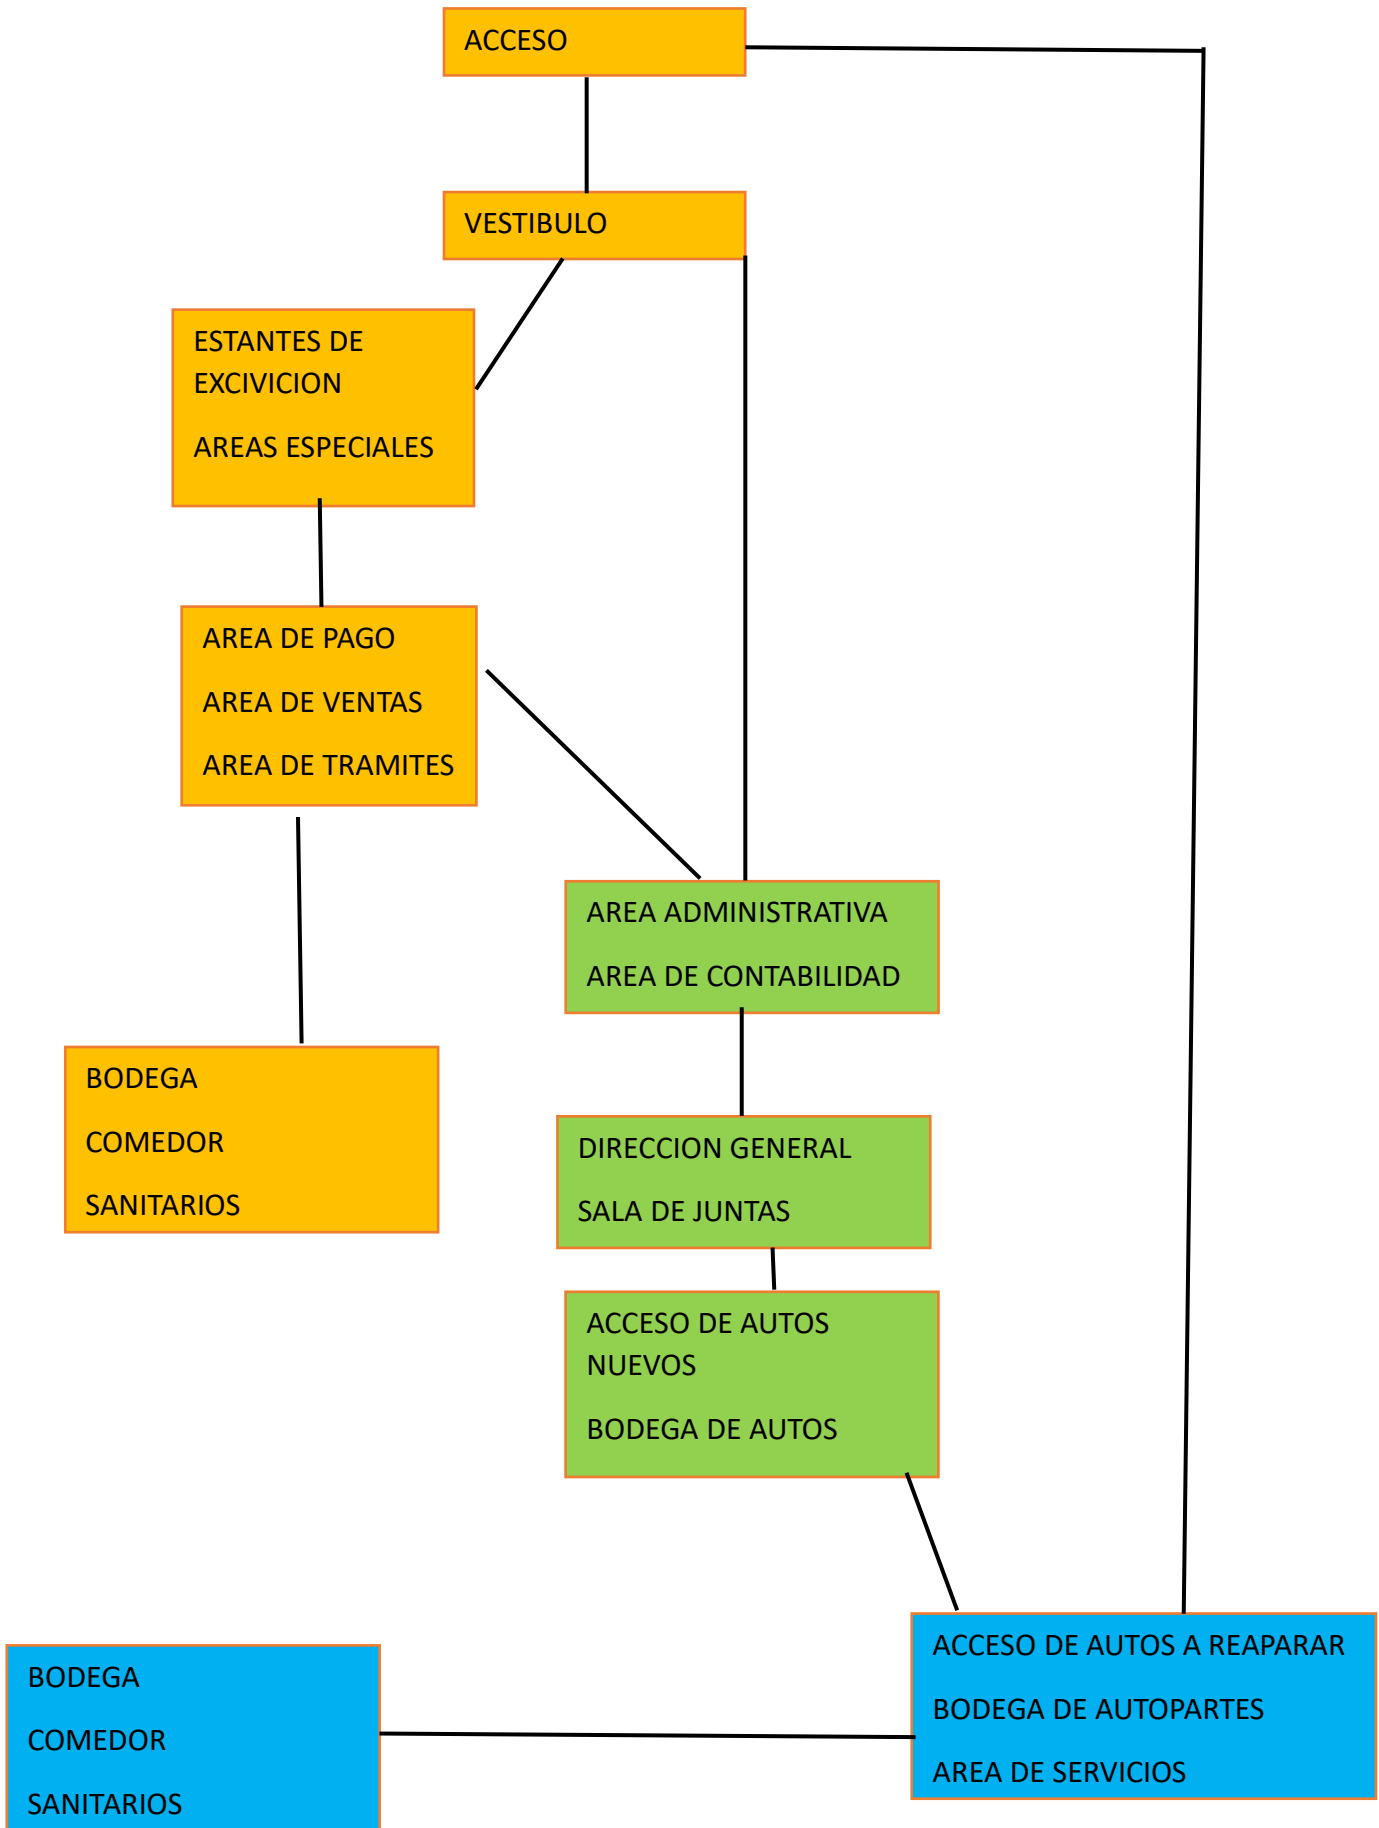 ACCESO
VESTIBULO
ESTANTES DE
EXCIVICION
AREAS ESPECIALES
AREA DE PAGO
AREA DE VENTAS
AREA DE TRAMITES
AREA ADMINISTRATIVA
AREA DE CONTABILIDAD
BODEGA
COMEDOR
SANITARIOS
DIRECCION GENERAL
SALA DE JUNTAS
ACCESO DE AUTOS
NUEVOS
BODEGA DE AUTOS
ACCESO DE AUTOS A REAPARAR
BODEGA DE AUTOPARTES
AREA DE SERVICIOS
BODEGA
COMEDOR
SANITARIOS